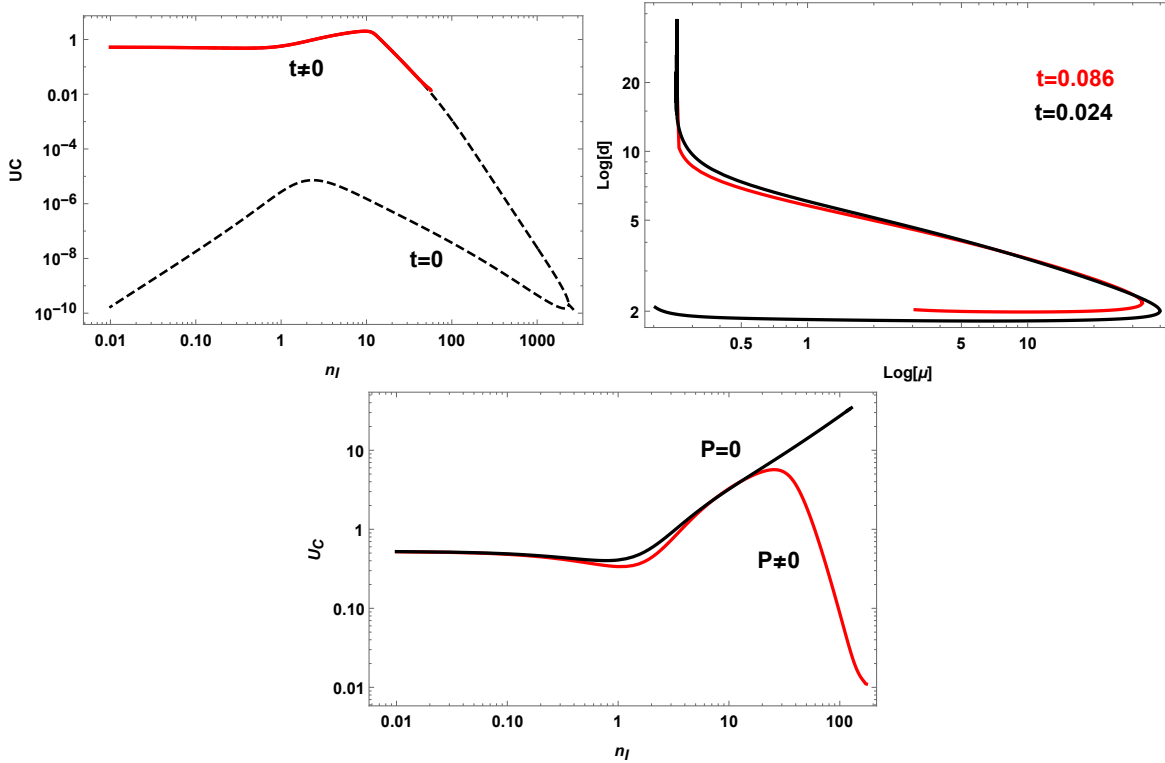 1
0.01
10^-4
10^-6
10^-8
10^-10
UC
t≠0
t=0
0.01 0.10 1 10 100 1000
n_I
20
10
5
2
Log[d]
t=0.086
t=0.024
0.5 1 5 10
Log[μ]
10
1
0.10
0.01
U_C
P=0
P≠0
0.01 0.10 1 10 100
n_I